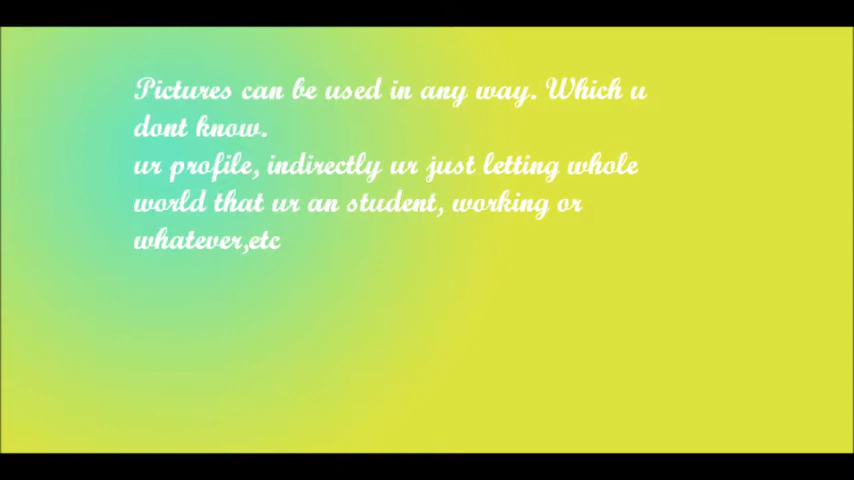 Pictures can be used in any way. Which u
dont know.
ur profile, indirectly ur just letting whole
world that ur an student, working or
whatever,etc